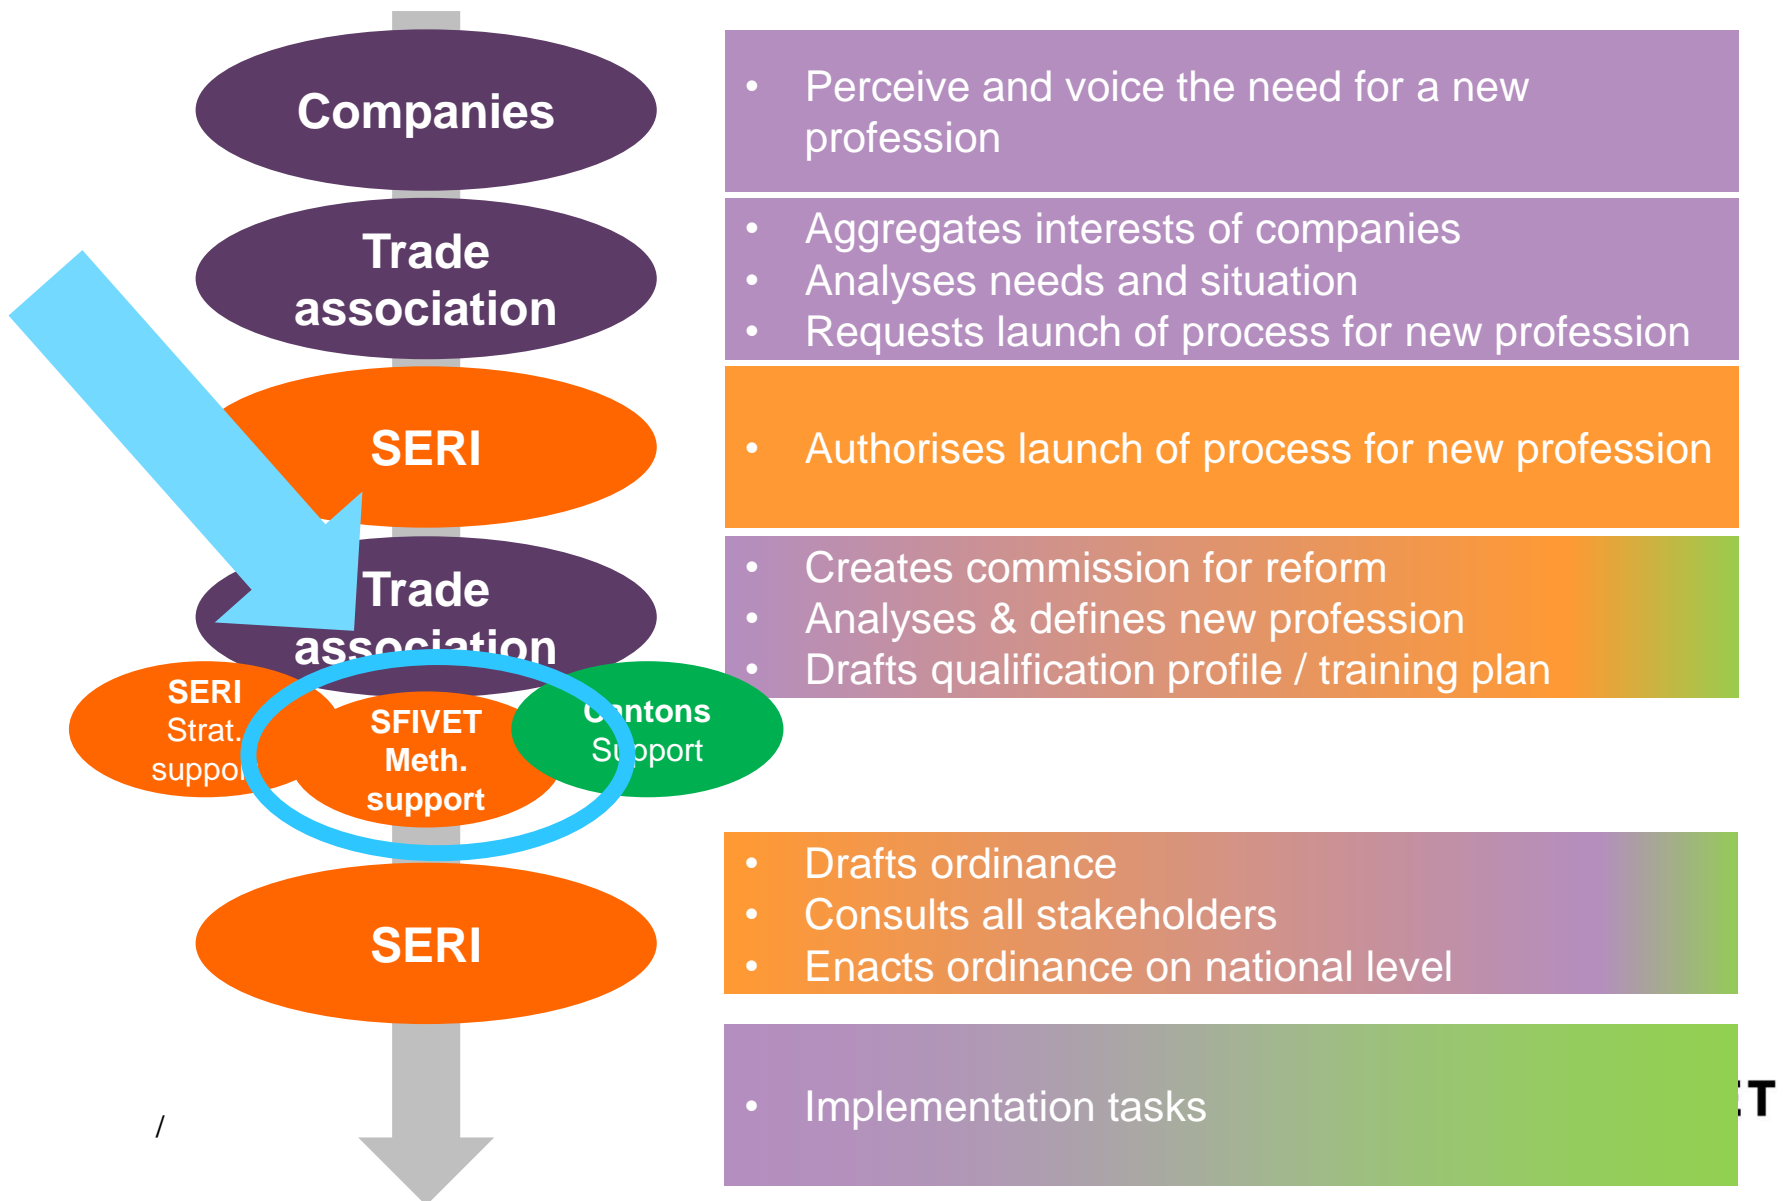 Companies
• Perceive and voice the need for a new
profession
Trade
association
• Aggregates interests of companies
• Analyses needs and situation
• Requests launch of process for new profession
SERI
• Authorises launch of process for new profession
Trade
association
• Creates commission for reform
• Analyses & defines new profession
• Drafts qualification profile / training plan
SERI
Strat.
support
SFIVET
Meth.
support
Cantons
Support
SERI
• Drafts ordinance
• Consults all stakeholders
• Enacts ordinance on national level
• Implementation tasks
/